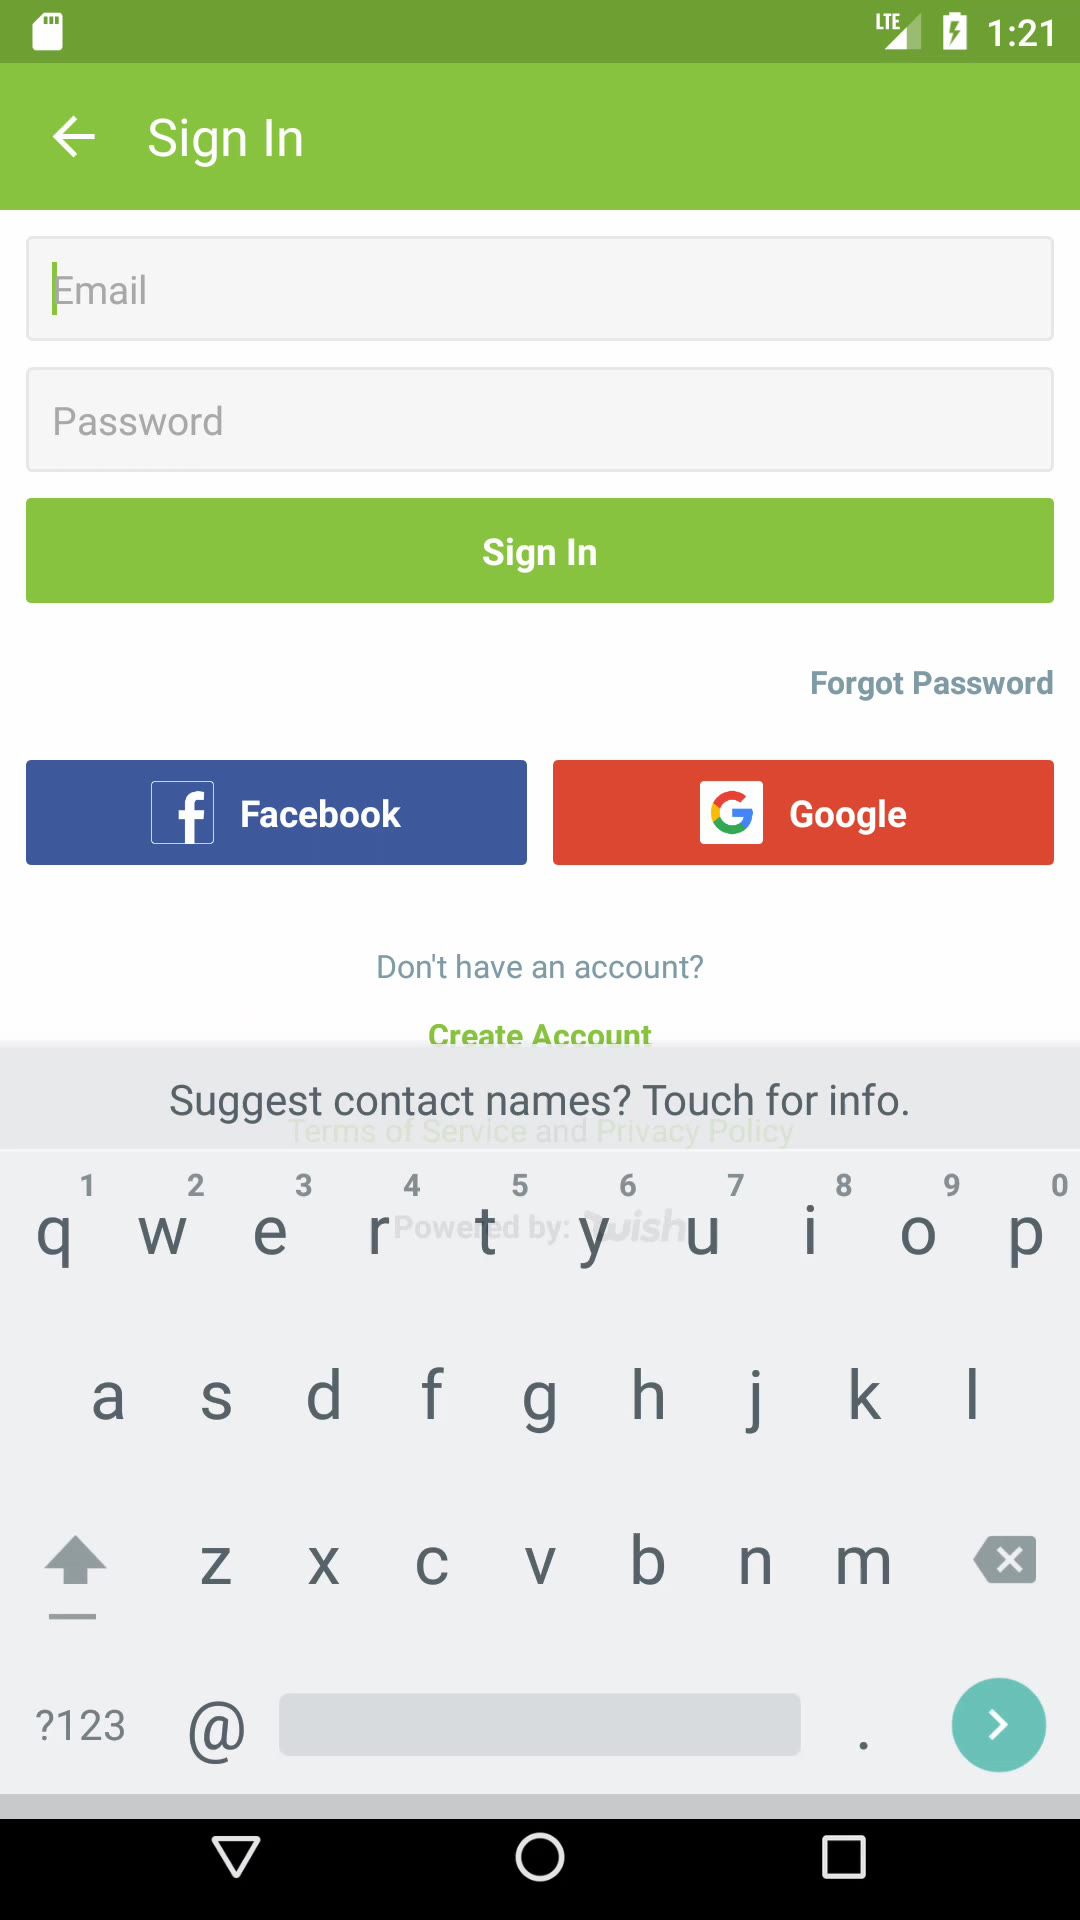 LTE 1:21
Sign In
Email
Password
Sign In
Forgot Password
Facebook Google
Don't have an account?
Create Account
Suggest contact names? Touch for info.
Terms of Service and Privacy Policy
1 2 3 4 5 6 7 8 9 0
q w e r t y u i o p
Powered by:
a s d f g h j k l
z x c v b n m
?123 @ .